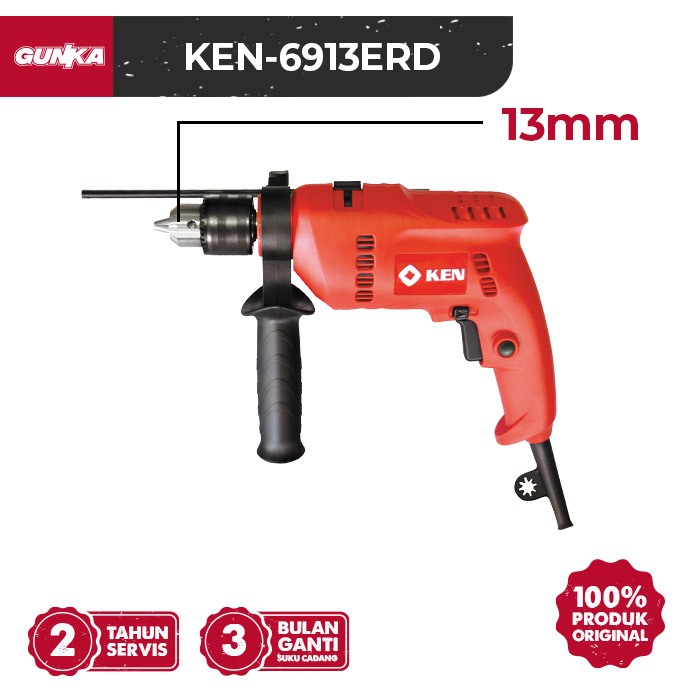 GUNKA
KEN-6913ERD
13mm
KEN
2
TAHUN
SERVIS
3
BULAN
GANTI
SUKU CADANG
100%
PRODUK
ORIGINAL